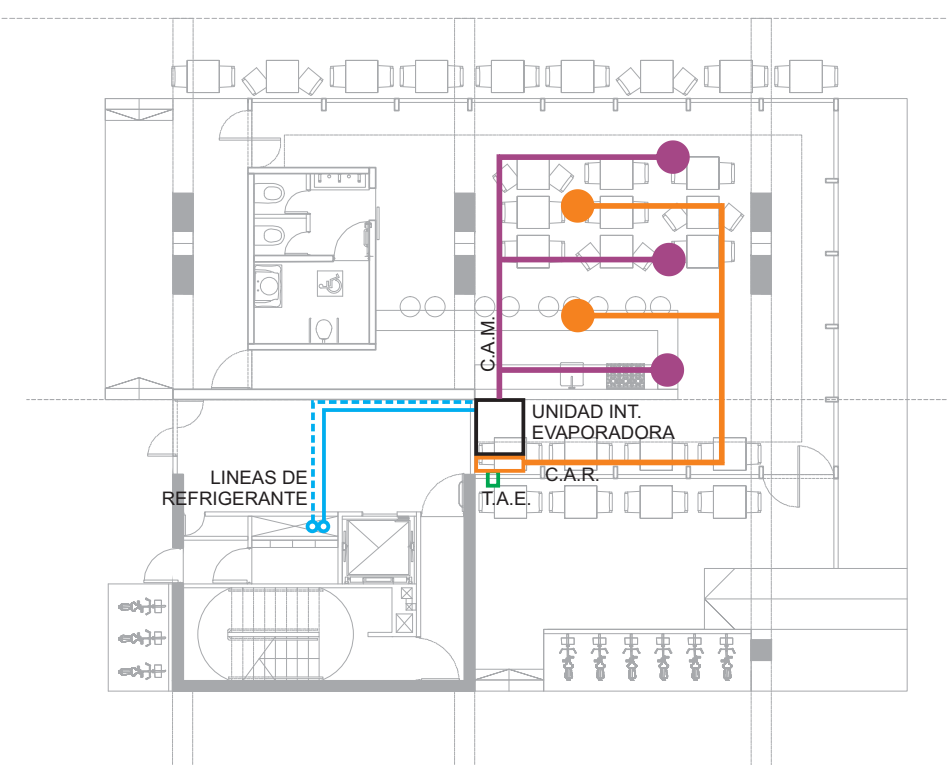 C.A.M.
UNIDAD INT.
EVAPORADORA
LINEAS DE
REFRIGERANTE
C.A.R.
T.A.E.